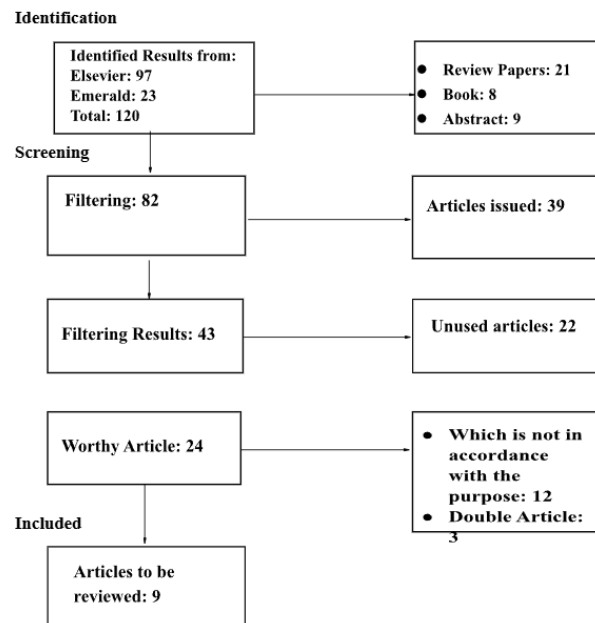 Identification
Identified Results from:
Elsevier: 97
Emerald: 23
Total: 120
● Review Papers: 21
● Book: 8
● Abstract: 9
Screening
Filtering: 82
Articles issued: 39
Filtering Results: 43
Unused articles: 22
Worthy Article: 24
● Which is not in
accordance
with the
purpose: 12
● Double Article:
3
Included
Articles to be
reviewed: 9